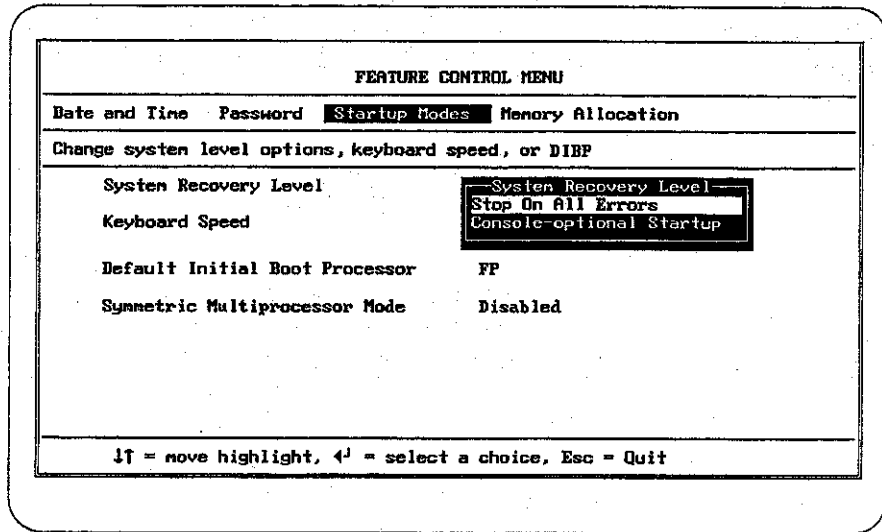 FEATURE CONTROL MENU
Date and Time Password Startup Modes Memory Allocation
Change system level options, keyboard speed, or DIBP
System Recovery Level
System Recovery Level
Stop On All Errors
Keyboard Speed
Console-optional Startup
Default Initial Boot Processor FP
Symmetric Multiprocessor Mode Disabled
↓↑ = move highlight, ↵ = select a choice, Esc = Quit